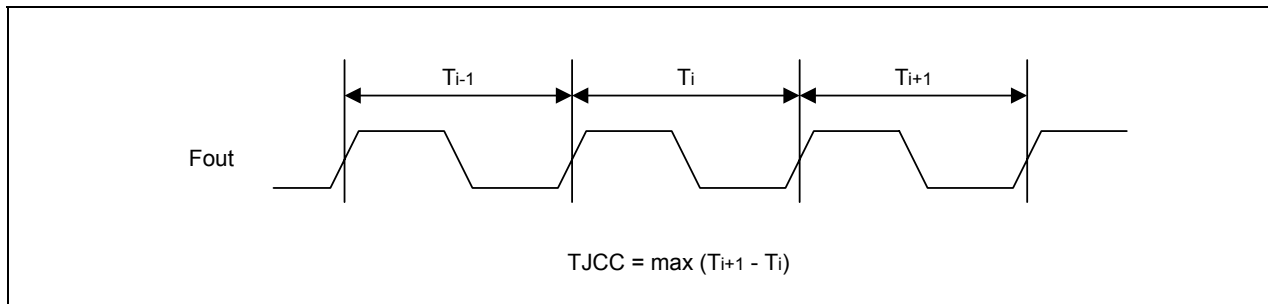 Ti-1 Ti Ti+1
Fout
TJCC = max (Ti+1 - Ti)